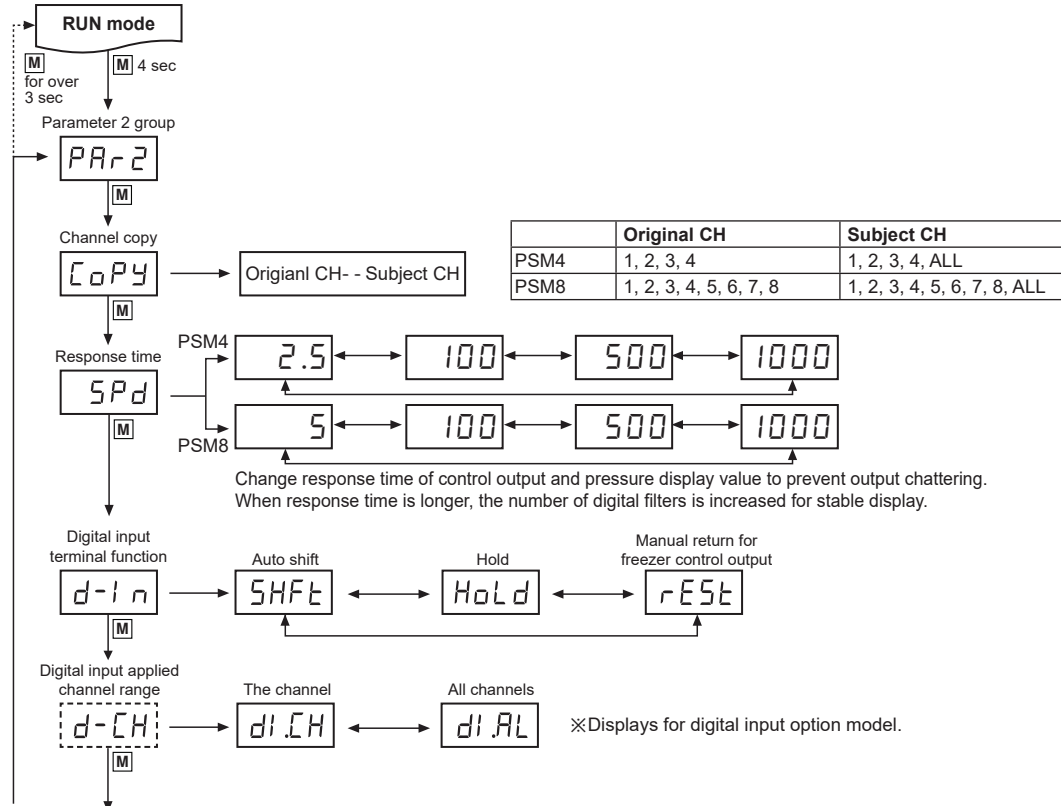 RUN mode
M
for over
3 sec
M 4 sec
Parameter 2 group
PAr2
M
Channel copy
CoPY
Origianl CH- - Subject CH
M
Original CH Subject CH
PSM4 1, 2, 3, 4 1, 2, 3, 4, ALL
PSM8 1, 2, 3, 4, 5, 6, 7, 8 1, 2, 3, 4, 5, 6, 7, 8, ALL
Response time
SPd
M
PSM4
2.5 100 500 1000
PSM8
5 100 500 1000
Change response time of control output and pressure display value to prevent output chattering.
When response time is longer, the number of digital filters is increased for stable display.
Digital input
terminal function
d-In
M
Auto shift
SHFt
Hold
HoLd
Manual return for
freezer control output
rESt
Digital input applied
channel range
d-CH
M
The channel
dI.CH
All channels
dI.AL
※Displays for digital input option model.